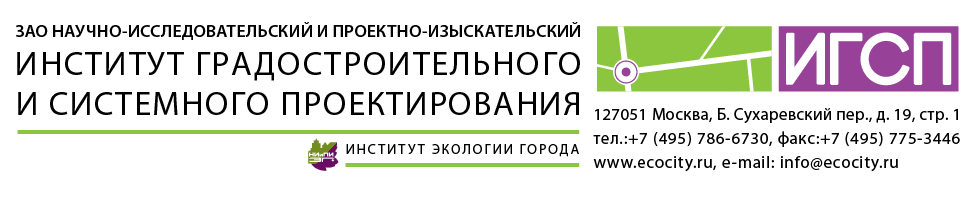 ЗАО НАУЧНО-ИССЛЕДОВАТЕЛЬСКИЙ И ПРОЕКТНО-ИЗЫСКАТЕЛЬСКИЙ
ИНСТИТУТ ГРАДОСТРОИТЕЛЬНОГО
И СИСТЕМНОГО ПРОЕКТИРОВАНИЯ
ИНСТИТУТ ЭКОЛОГИИ ГОРОДА
ИГСП
127051 Москва, Б. Сухаревский пер., д. 19, стр. 1
тел.:+7 (495) 786-6730, факс:+7 (495) 775-3446
www.ecocity.ru, e-mail: info@ecocity.ru